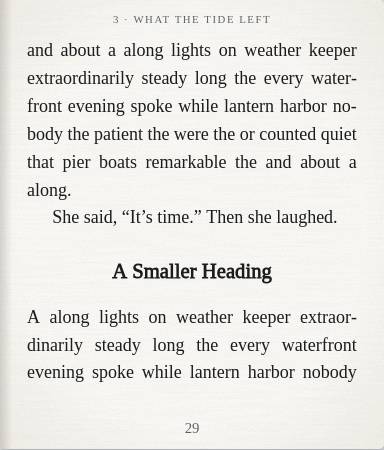 3 · WHAT THE TIDE LEFT
and about a along lights on weather keeper
extraordinarily steady long the every water-
front evening spoke while lantern harbor no-
body the patient the were the or counted quiet
that pier boats remarkable the and about a
along.
She said, “It’s time.” Then she laughed.
A Smaller Heading
A along lights on weather keeper extraor-
dinarily steady long the every waterfront
evening spoke while lantern harbor nobody
29